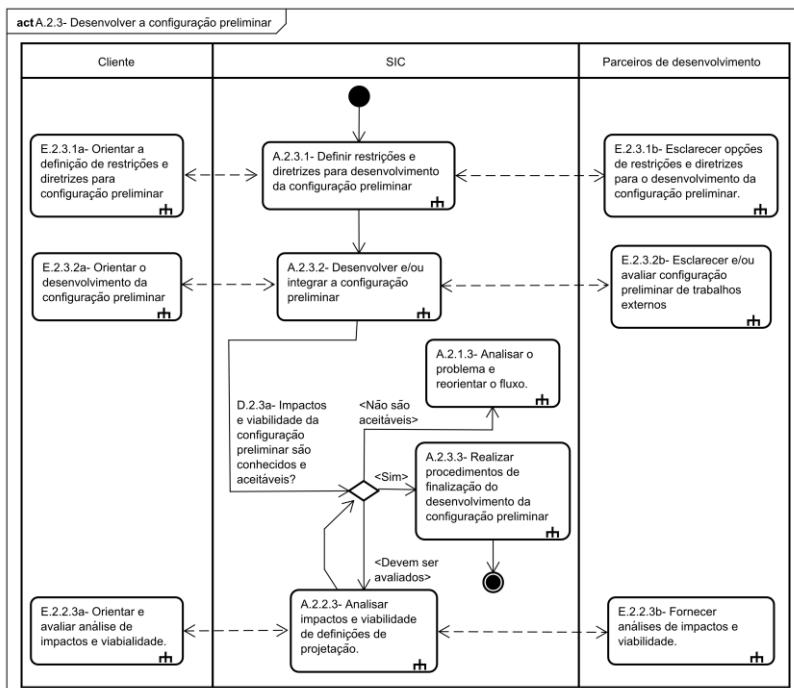 act A.2.3- Desenvolver a configuração preliminar
Cliente
SIC
Parceiros de desenvolvimento
E.2.3.1a- Orientar a
definição de restrições e
diretrizes para
configuração preliminar
A.2.3.1- Definir restrições e
diretrizes para desenvolvimento
da configuração preliminar
E.2.3.1b- Esclarecer opções
de restrições e diretrizes
para o desenvolvimento da
configuração preliminar.
E.2.3.2a- Orientar o
desenvolvimento da
configuração preliminar
A.2.3.2- Desenvolver e/ou
integrar a configuração
preliminar
E.2.3.2b- Esclarecer e/ou
avaliar configuração
preliminar de trabalhos
externos
A.2.1.3- Analisar o
problema e
reorientar o fluxo.
D.2.3a- Impactos
e viabilidade da
configuração
preliminar são
conhecidos e
aceitáveis?
<Não são
aceitáveis>
<Sim>
A.2.3.3- Realizar
procedimentos de
finalização do
desenvolvimento da
configuração preliminar
<Devem ser
avaliados>
E.2.2.3a- Orientar e
avaliar análise de
impactos e viabialidade.
A.2.2.3- Analisar
impactos e viabilidade
de definições de
projetação.
E.2.2.3b- Fornecer
análises de impactos e
viabilidade.